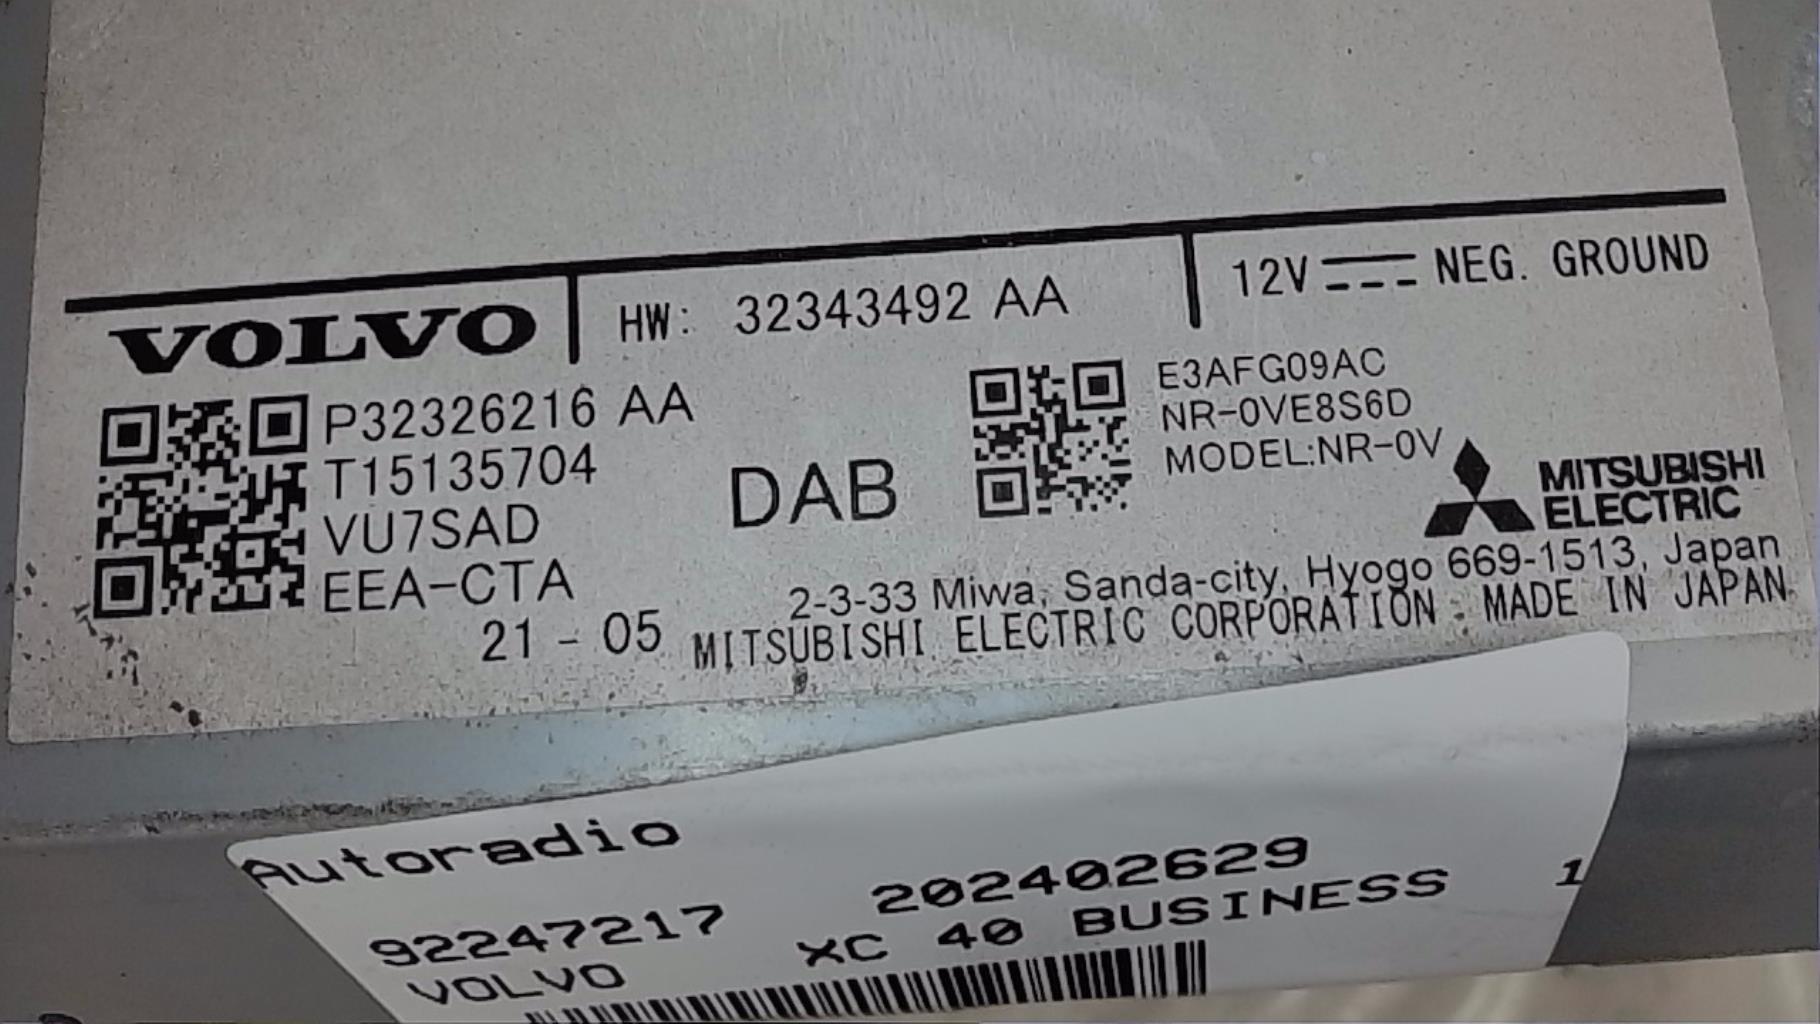 VOLVO HW: 32343492 AA 12V NEG. GROUND
P32326216 AA
T15135704
VU7SAD
EEA-CTA
21 - 05
DAB
E3AFG09AC
NR-0VE8S6D
MODEL:NR-0V
MITSUBISHI
ELECTRIC
2-3-33 Miwa, Sanda-city, Hyogo 669-1513, Japan
MITSUBISHI ELECTRIC CORPORATION. MADE IN JAPAN
Autoradio
92247217 202402629
VOLVO XC 40 BUSINESS 1